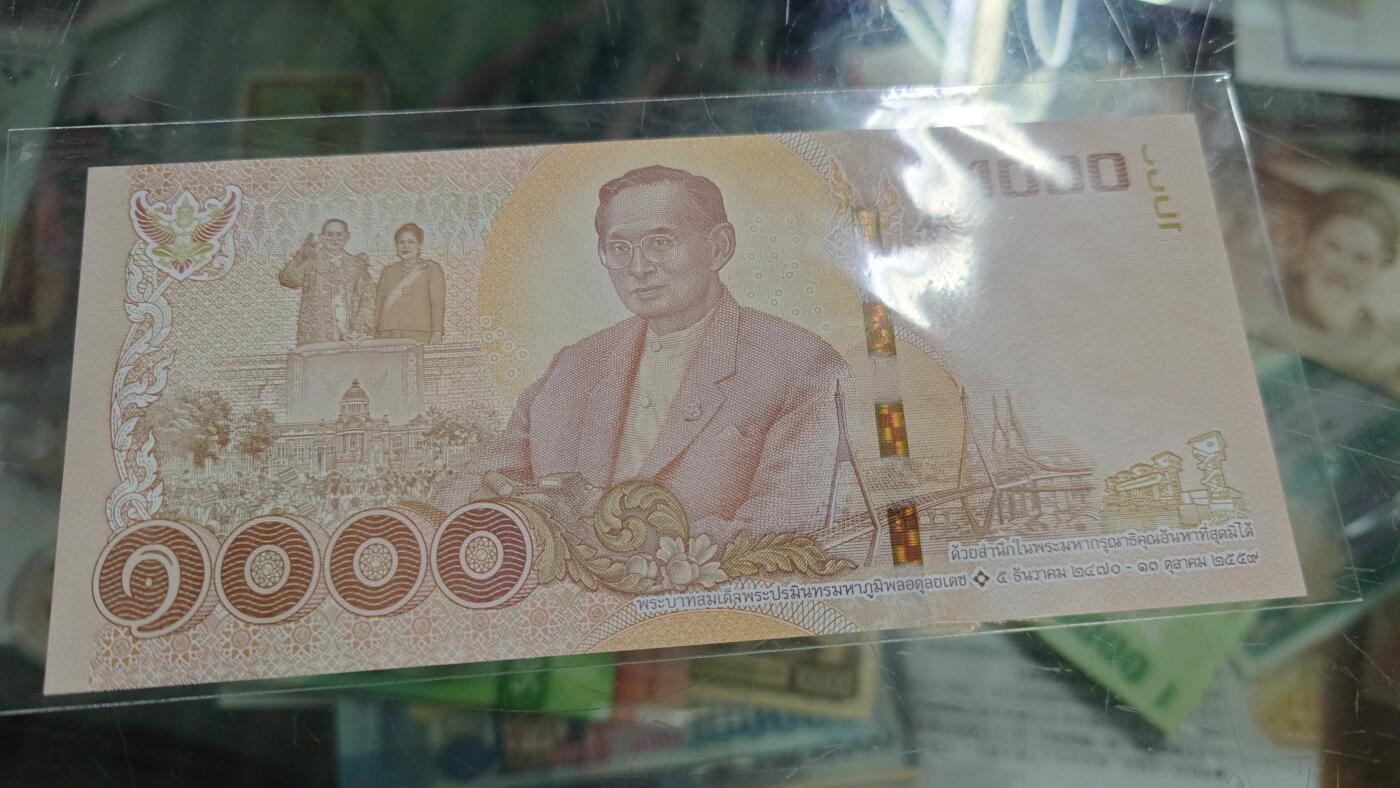 1000
๑๐๐๐
ด้วยสำนึกในพระมหากรุณาธิคุณอันหาที่สุดมิได้
พระบาทสมเด็จพระปรมินทรมหาภูมิพลอดุลยเดช ❖ ๕ ธันวาคม ๒๔๗๐ - ๑๓ ตุลาคม ๒๕๕๙